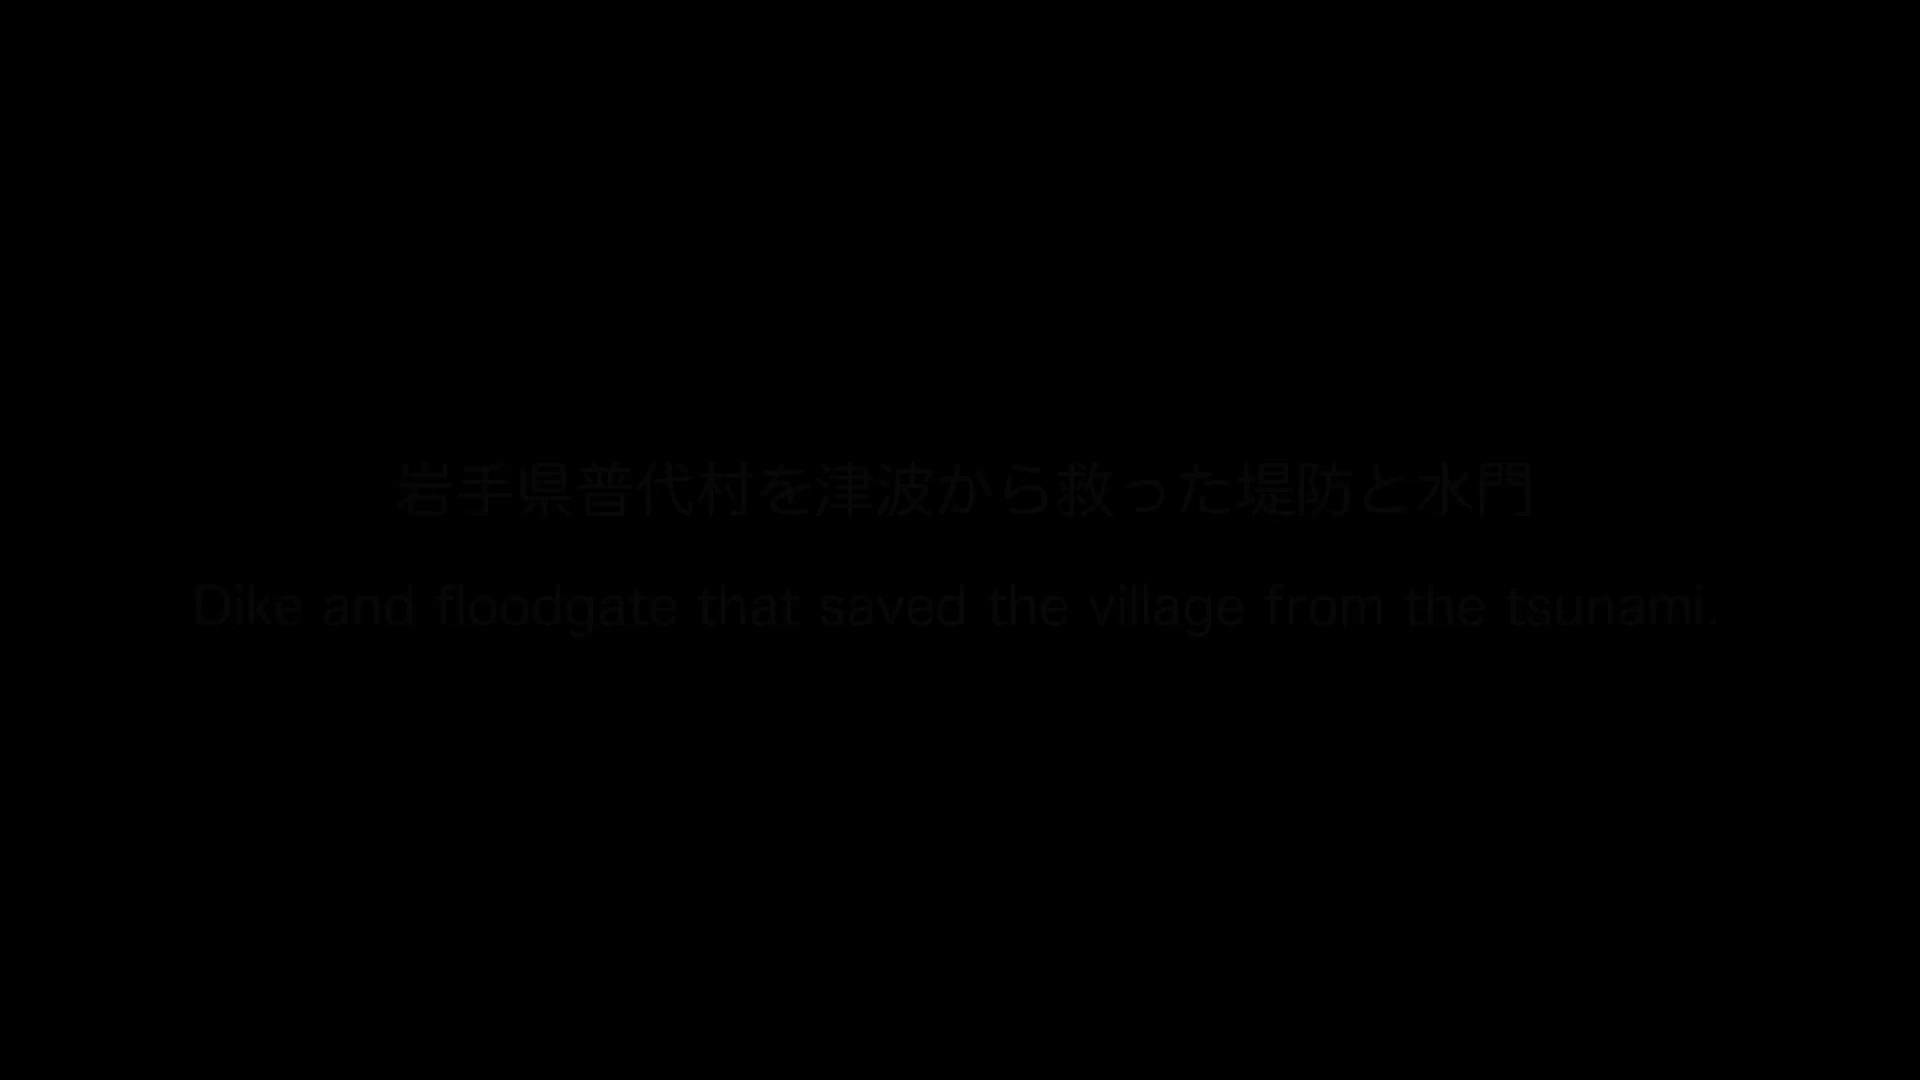 岩手県普代村を津波から救った堤防と水門
Dike and floodgate that saved the village from the tsunami.